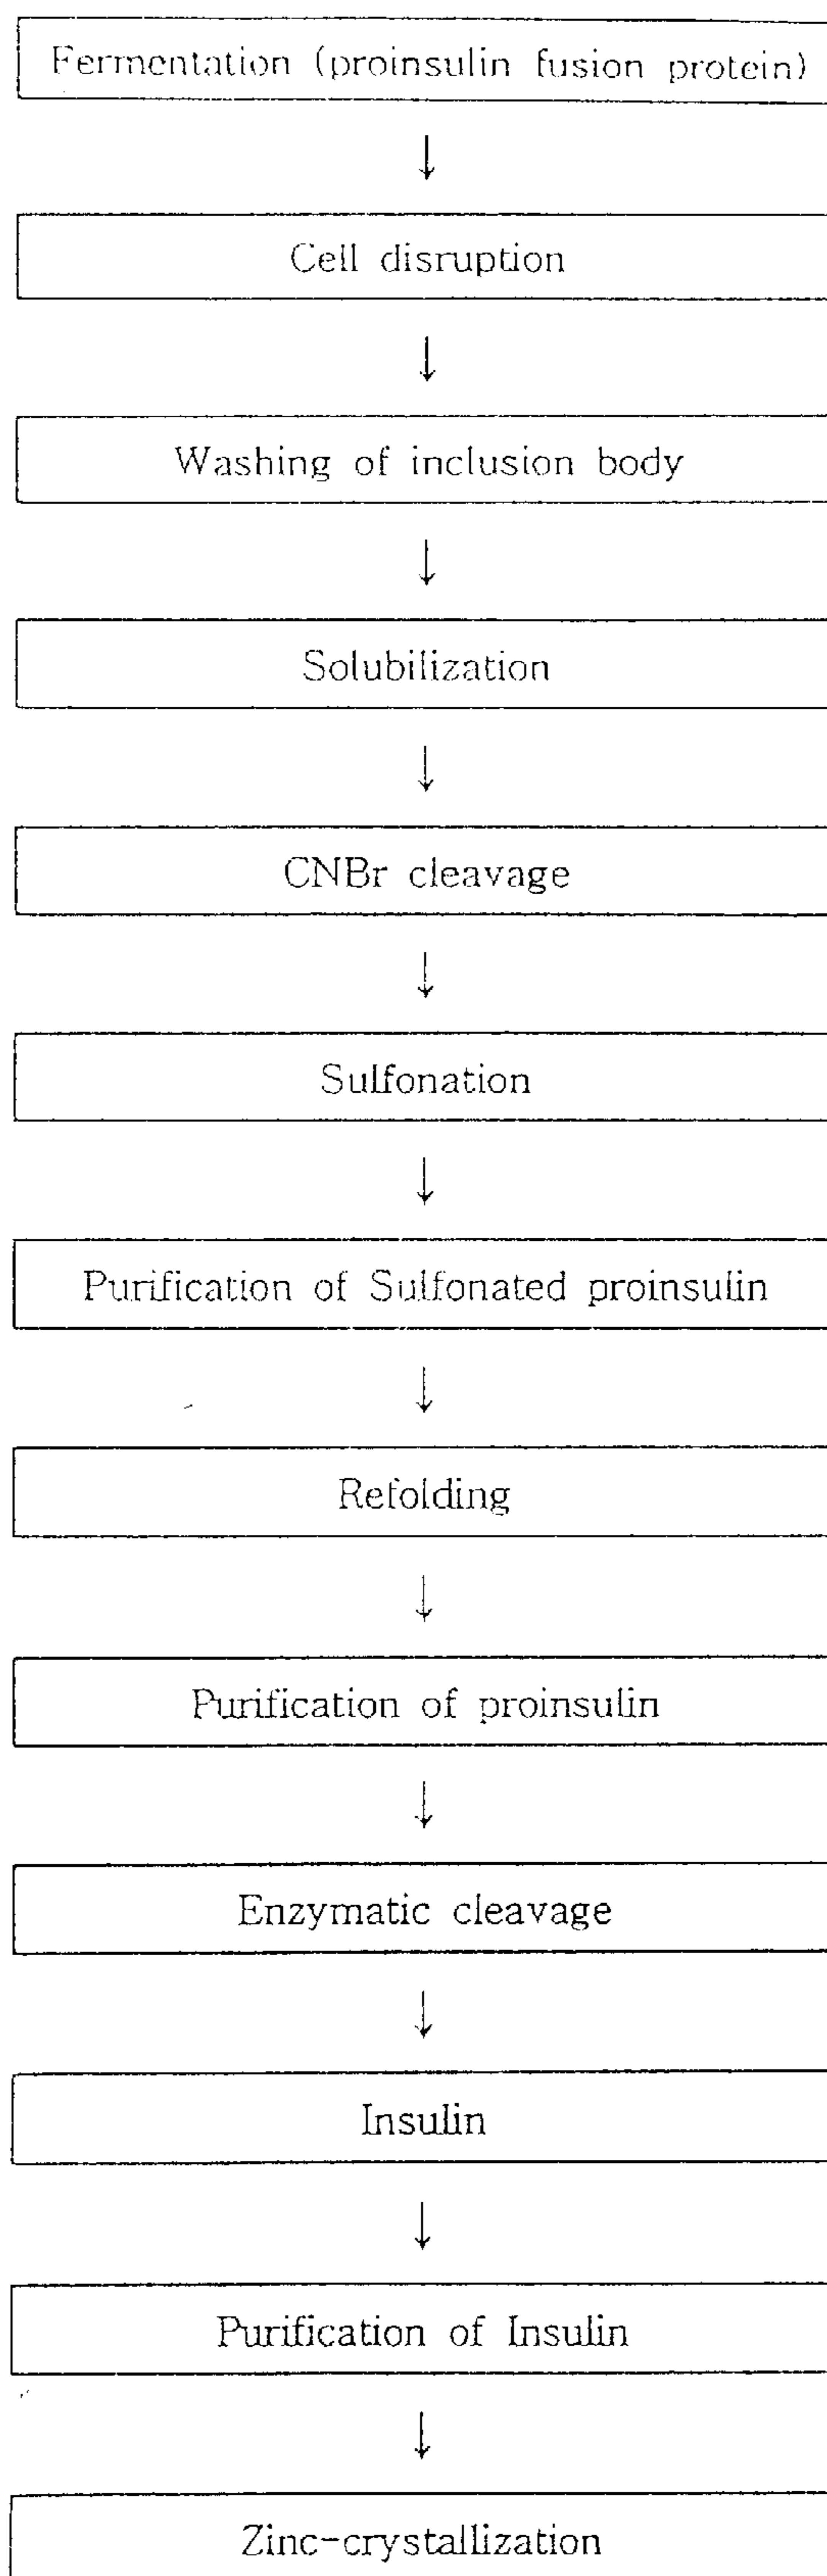 Fermentation (proinsulin fusion protein)
↓
Cell disruption
↓
Washing of inclusion body
↓
Solubilization
↓
CNBr cleavage
↓
Sulfonation
↓
Purification of Sulfonated proinsulin
↓
Refolding
↓
Purification of proinsulin
↓
Enzymatic cleavage
↓
Insulin
↓
Purification of Insulin
↓
Zinc-crystallization